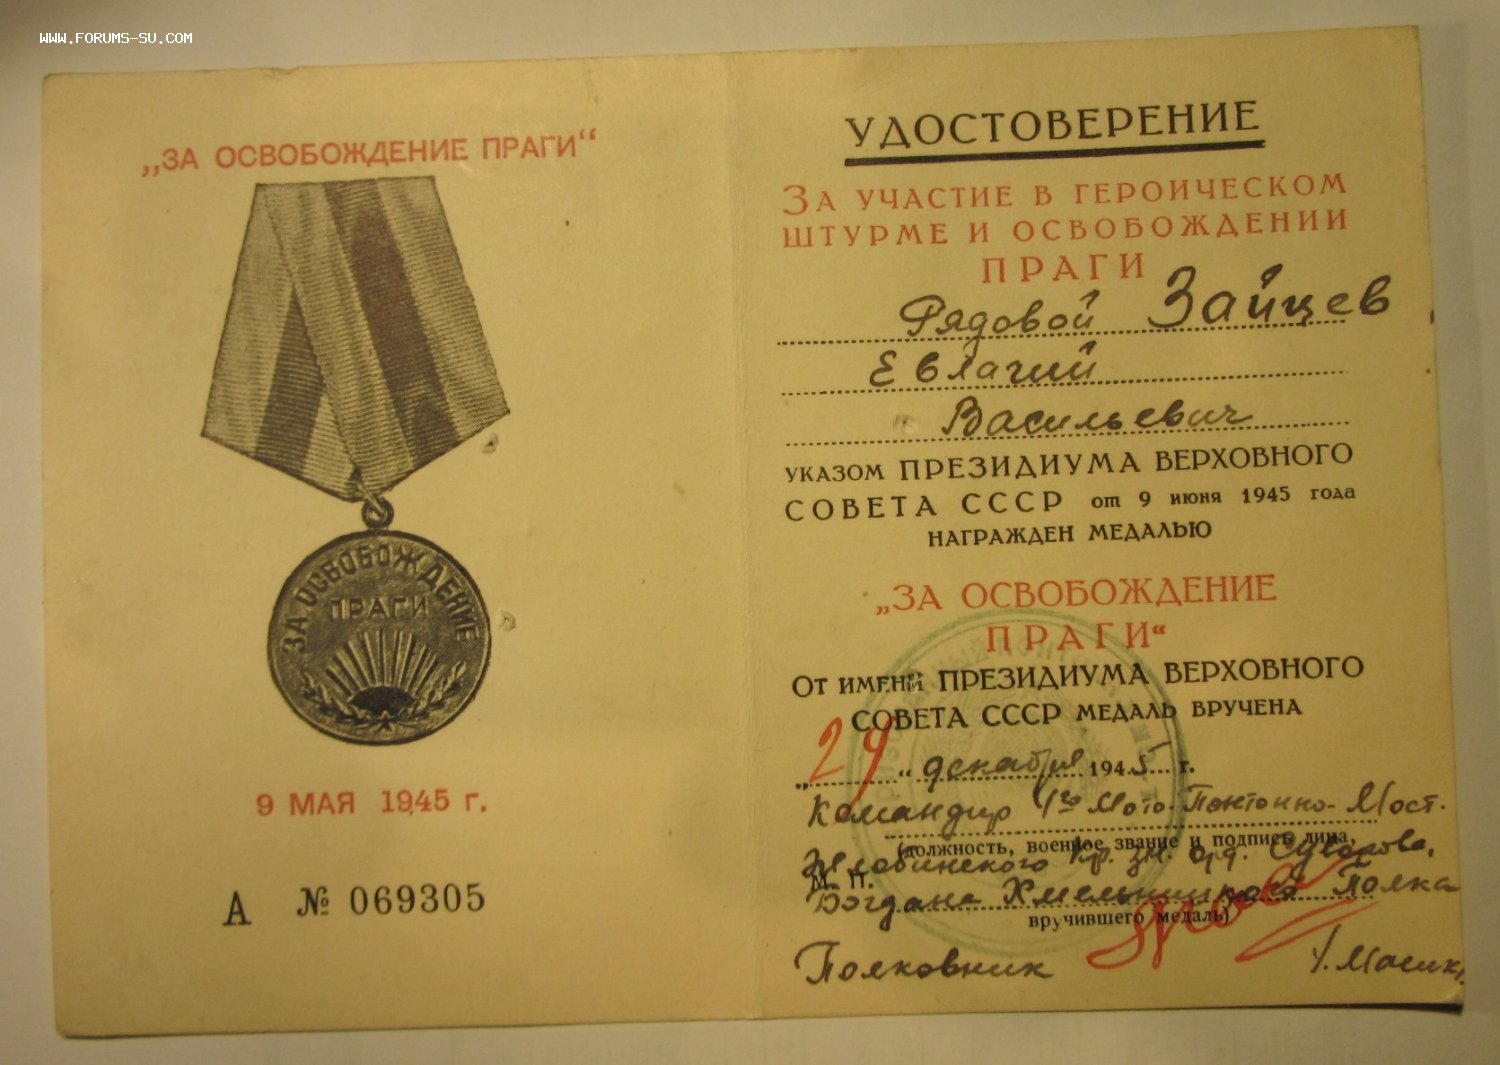 WWW.FORUMS-SU.COM
„ЗА ОСВОБОЖДЕНИЕ ПРАГИ“
ЗА ОСВОБОЖДЕНИЕ
ПРАГИ
9 МАЯ 1945 г.
А № 069305
УДОСТОВЕРЕНИЕ
ЗА УЧАСТИЕ В ГЕРОИЧЕСКОМ
ШТУРМЕ И ОСВОБОЖДЕНИИ
ПРАГИ
Рядовой Зайцев
Евлагий
Васильевич
УКАЗОМ ПРЕЗИДИУМА ВЕРХОВНОГО
СОВЕТА СССР от 9 июня 1945 года
НАГРАЖДЕН МЕДАЛЬЮ
„ЗА ОСВОБОЖДЕНИЕ
ПРАГИ“
ОТ ИМЕНИ ПРЕЗИДИУМА ВЕРХОВНОГО
СОВЕТА СССР МЕДАЛЬ ВРУЧЕНА
„29“ декабря 1945 г.
Командир 1го Мото-Понтонно-Мост.
(должность, военное звание и подпись лица,
Жлобинского Кр. Зн. орд. Суворова,
М. П.
Богдана Хмельницкого Полка
вручившего медаль)
Полковник